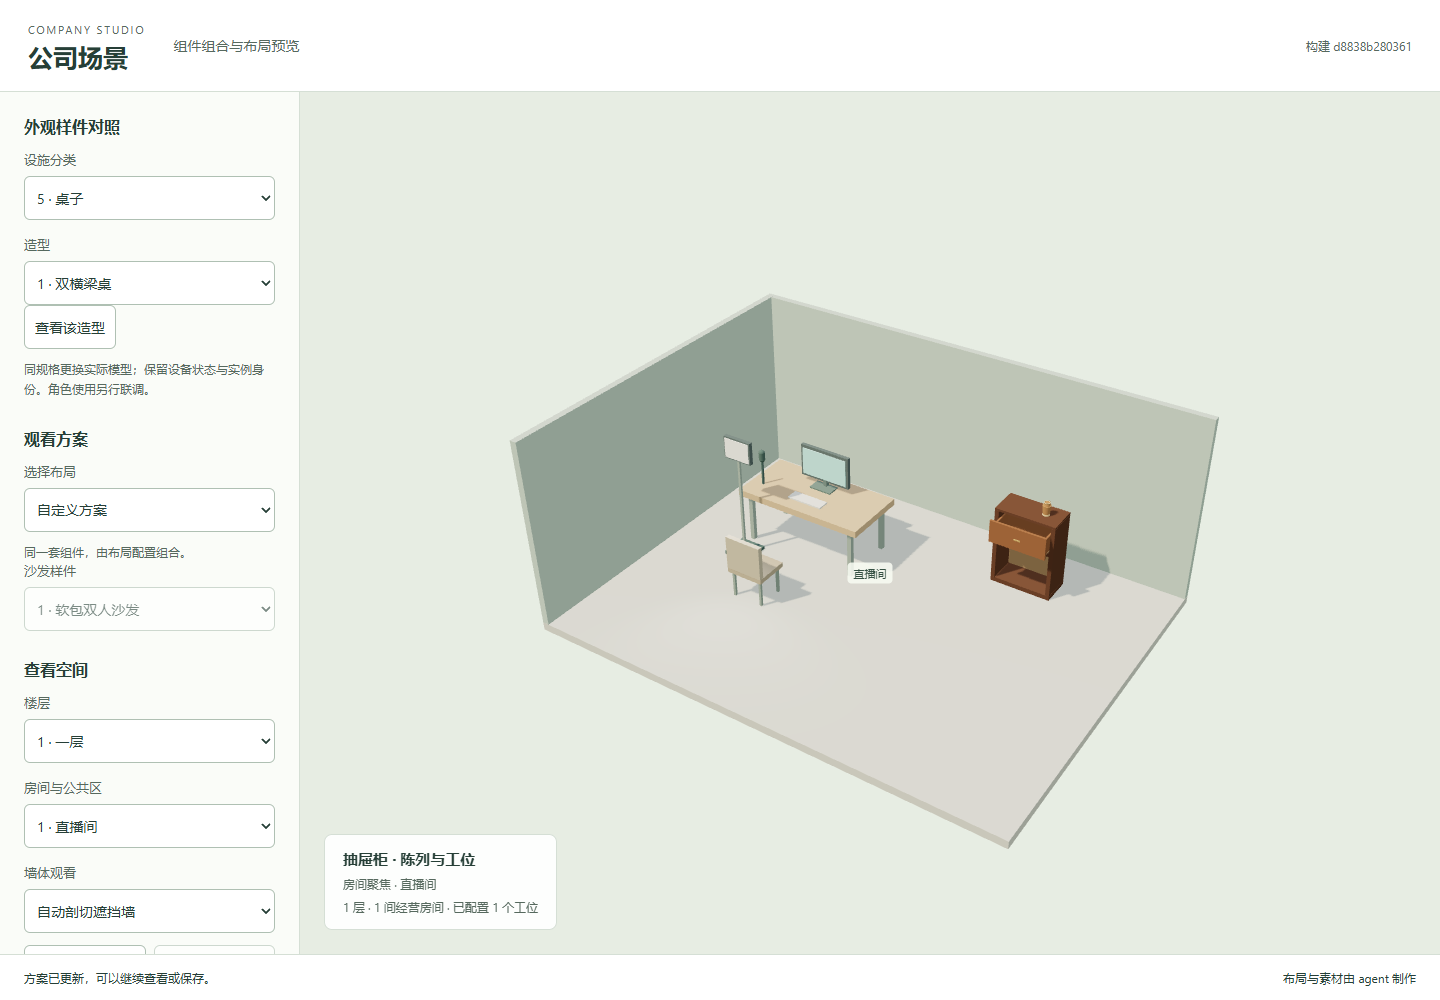 COMPANY STUDIO
公司场景
组件组合与布局预览
构建 d8838b280361
外观样件对照
设施分类
5 · 桌子
造型
1 · 双横梁桌
查看该造型
同规格更换实际模型；保留设备状态与实例身
份。角色使用另行联调。
观看方案
选择布局
自定义方案
同一套组件，由布局配置组合。
沙发样件
1 · 软包双人沙发
查看空间
楼层
1 · 一层
房间与公共区
1 · 直播间
墙体观看
自动剖切遮挡墙
直播间
抽屉柜 · 陈列与工位
房间聚焦 · 直播间
1 层 · 1 间经营房间 · 已配置 1 个工位
方案已更新，可以继续查看或保存。
布局与素材由 agent 制作